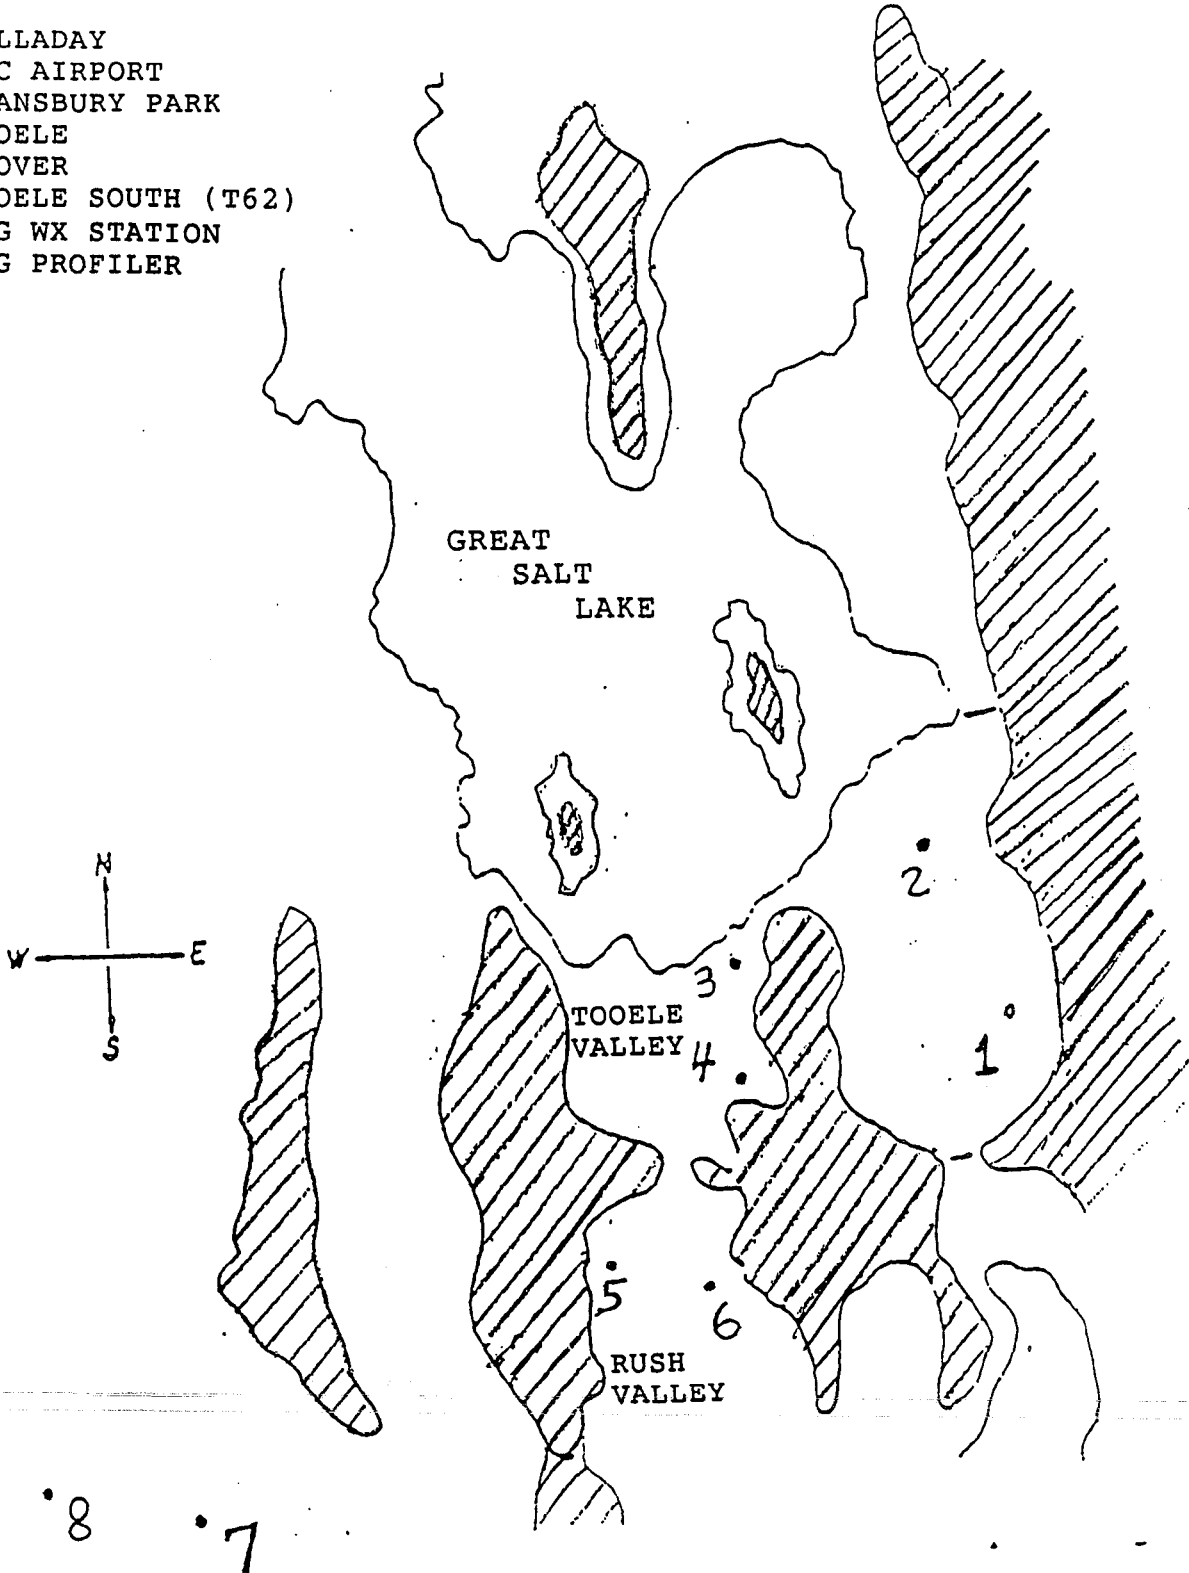 LLADAY
C AIRPORT
ANSBURY PARK
OELE
OVER
OELE SOUTH (T62)
G WX STATION
G PROFILER
GREAT
SALT
LAKE
N
W E
S
2
3
TOOELE
VALLEY
4
1
5
6
RUSH
VALLEY
8
7